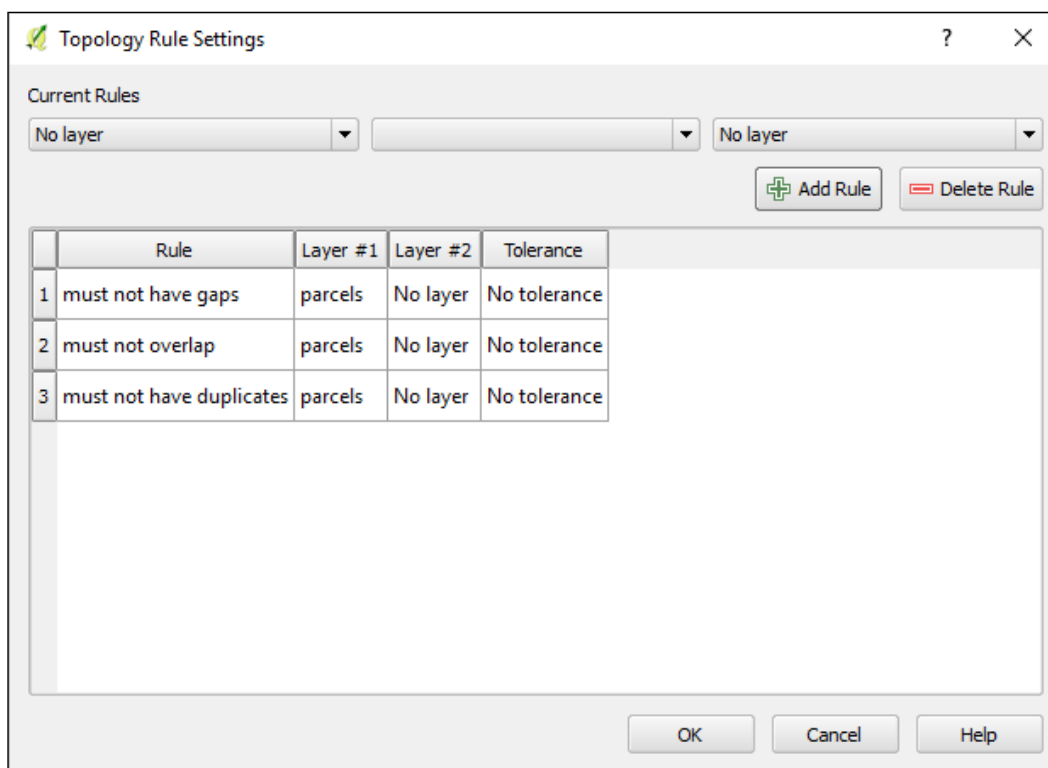 Topology Rule Settings
?
Current Rules
No layer No layer
Add Rule Delete Rule
Rule Layer #1 Layer #2 Tolerance
1 must not have gaps parcels No layer No tolerance
2 must not overlap parcels No layer No tolerance
3 must not have duplicates parcels No layer No tolerance
OK Cancel Help